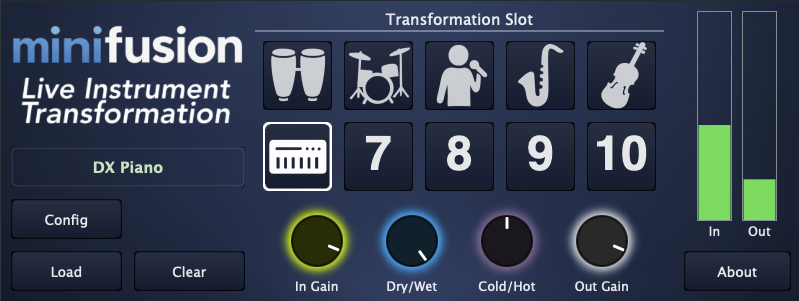 minifusion
Live Instrument
Transformation
DX Piano
Config
Load
Clear
Transformation Slot
7
8
9
10
In Gain
Dry/Wet
Cold/Hot
Out Gain
In
Out
About